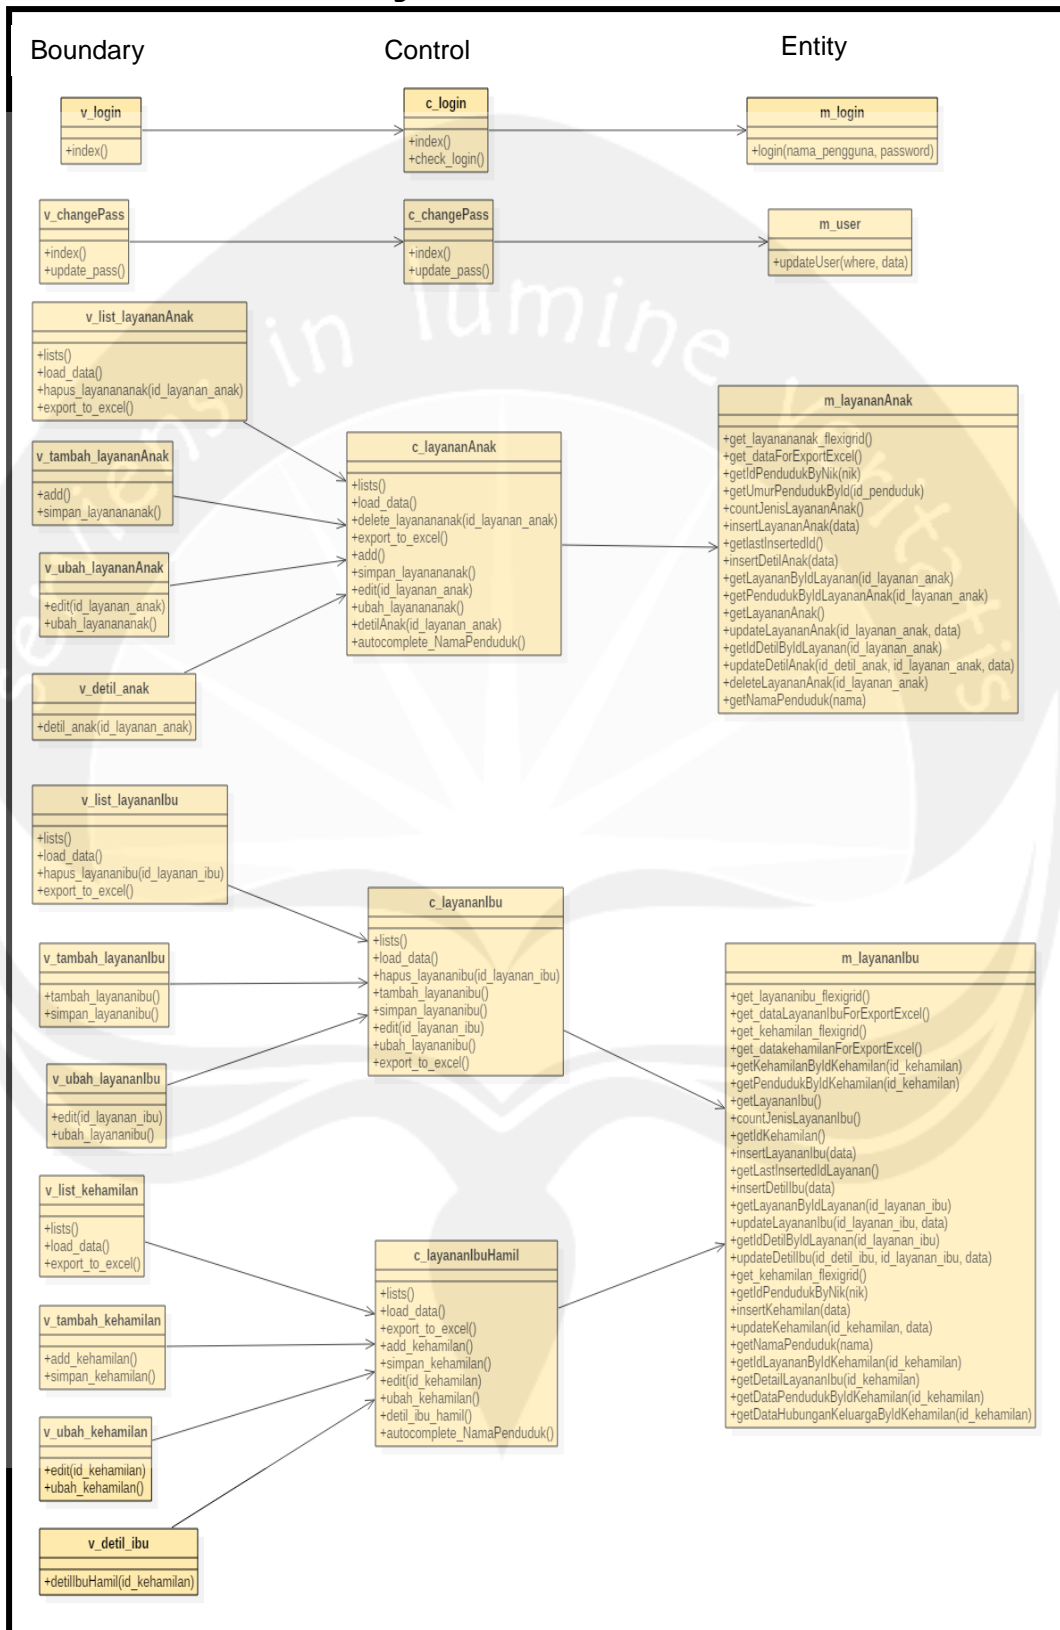 Boundary
Control
Entity
v_login
+index()
c_login
+index()
+check_login()
m_login
+login(nama_pengguna, password)
v_changePass
+index()
+update_pass()
c_changePass
+index()
+update_pass()
m_user
+updateUser(where, data)
v_list_layananAnak
+lists()
+load_data()
+hapus_layanananak(id_layanan_anak)
+export_to_excel()
v_tambah_layananAnak
+add()
+simpan_layanananak()
v_ubah_layananAnak
+edit(id_layanan_anak)
+ubah_layanananak()
v_detil_anak
+detil_anak(id_layanan_anak)
c_layananAnak
+lists()
+load_data()
+delete_layanananak(id_layanan_anak)
+export_to_excel()
+add()
+simpan_layanananak()
+edit(id_layanan_anak)
+ubah_layanananak()
+detilAnak(id_layanan_anak)
+autocomplete_NamaPenduduk()
m_layananAnak
+get_layanananak_flexigrid()
+get_dataForExportExcel()
+getIdPendudukByNik(nik)
+getUmurPendudukById(id_penduduk)
+countJenisLayananAnak()
+insertLayananAnak(data)
+getlastInsertedId()
+insertDetilAnak(data)
+getLayananByIdLayanan(id_layanan_anak)
+getPendudukByIdLayananAnak(id_layanan_anak)
+getLayananAnak()
+updateLayananAnak(id_layanan_anak, data)
+getIdDetilByIdLayanan(id_layanan_anak)
+updateDetilAnak(id_detil_anak, id_layanan_anak, data)
+deleteLayananAnak(id_layanan_anak)
+getNamaPenduduk(nama)
v_list_layananIbu
+lists()
+load_data()
+hapus_layananibu(id_layanan_ibu)
+export_to_excel()
v_tambah_layananIbu
+tambah_layananibu()
+simpan_layananibu()
v_ubah_layananIbu
+edit(id_layanan_ibu)
+ubah_layananibu()
c_layananIbu
+lists()
+load_data()
+hapus_layananibu(id_layanan_ibu)
+tambah_layananibu()
+simpan_layananibu()
+edit(id_layanan_ibu)
+ubah_layananibu()
+export_to_excel()
v_list_kehamilan
+lists()
+load_data()
+export_to_excel()
v_tambah_kehamilan
+add_kehamilan()
+simpan_kehamilan()
v_ubah_kehamilan
+edit(id_kehamilan)
+ubah_kehamilan()
v_detil_ibu
+detilIbuHamil(id_kehamilan)
c_layananIbuHamil
+lists()
+load_data()
+export_to_excel()
+add_kehamilan()
+simpan_kehamilan()
+edit(id_kehamilan)
+ubah_kehamilan()
+detil_ibu_hamil()
+autocomplete_NamaPenduduk()
m_layananIbu
+get_layananibu_flexigrid()
+get_dataLayananIbuForExportExcel()
+get_kehamilan_flexigrid()
+get_datakehamilanForExportExcel()
+getKehamilanByIdKehamilan(id_kehamilan)
+getPendudukByIdKehamilan(id_kehamilan)
+getLayananIbu()
+countJenisLayananIbu()
+getIdKehamilan()
+insertLayananIbu(data)
+getLastInsertedIdLayanan()
+insertDetilIbu(data)
+getLayananByIdLayanan(id_layanan_ibu)
+updateLayananIbu(id_layanan_ibu, data)
+getIdDetilByIdLayanan(id_layanan_ibu)
+updateDetilIbu(id_detil_ibu, id_layanan_ibu, data)
+get_kehamilan_flexigrid()
+getIdPendudukByNik(nik)
+insertKehamilan(data)
+updateKehamilan(id_kehamilan, data)
+getNamaPenduduk(nama)
+getIdLayananByIdKehamilan(id_kehamilan)
+getDetailLayananIbu(id_kehamilan)
+getDataPendudukByIdKehamilan(id_kehamilan)
+getDataHubunganKeluargaByIdKehamilan(id_kehamilan)
serviens in lumine veritatis